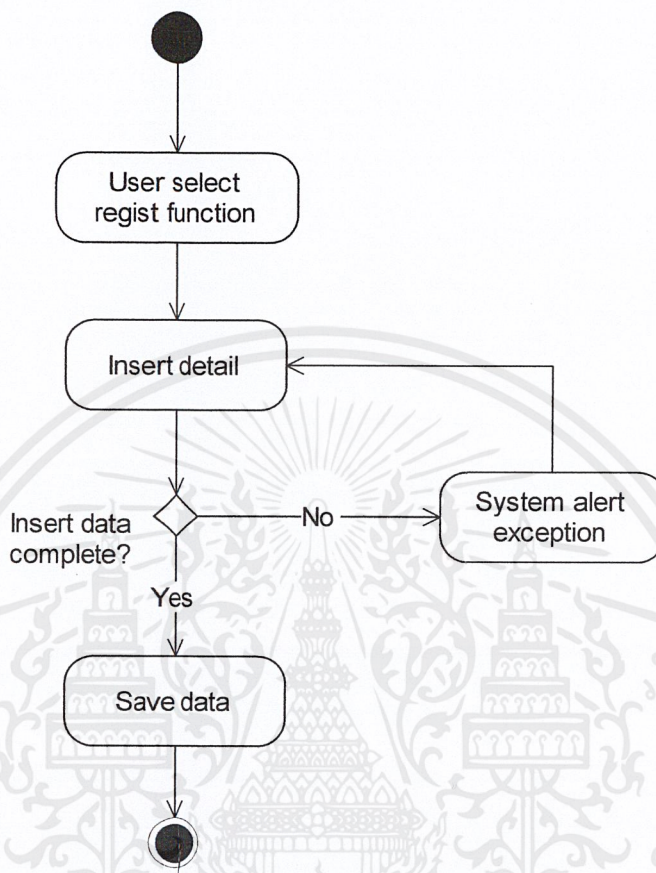 User select
regist function
Insert detail
Insert data
complete?
No
System alert
exception
Yes
Save data